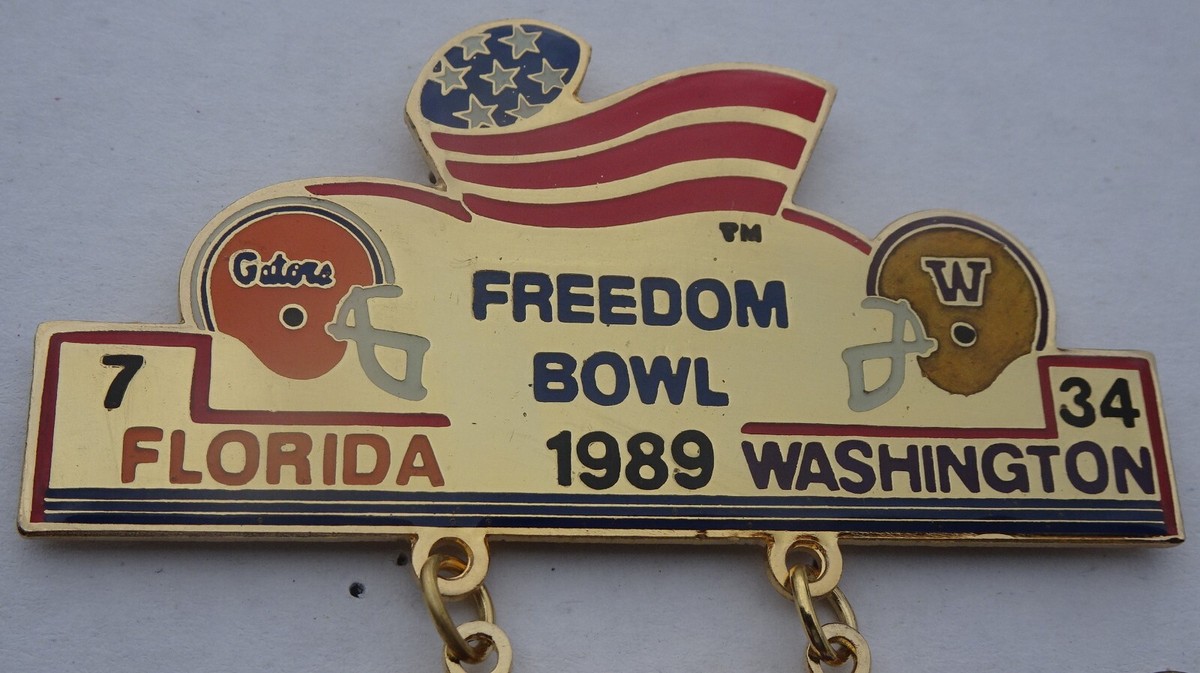 TM
Gators
W
FREEDOM
BOWL
7
34
FLORIDA
1989
WASHINGTON